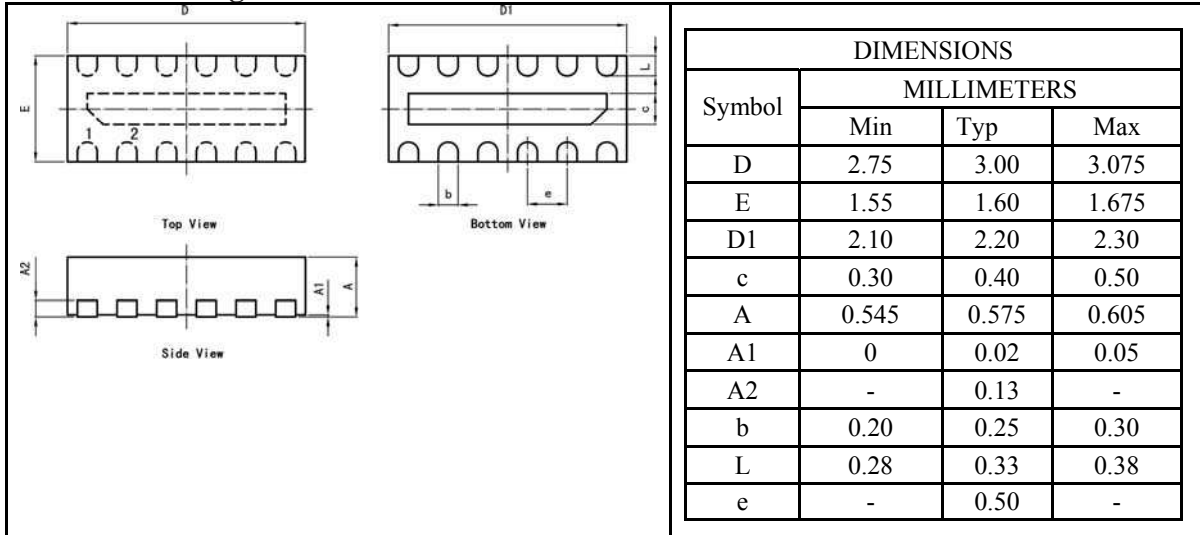 D
D1
E
L
c
1 2
b
e
Top View
Bottom View
A2
A1
A
Side View
DIMENSIONS
Symbol
MILLIMETERS
Min Typ Max
D 2.75 3.00 3.075
E 1.55 1.60 1.675
D1 2.10 2.20 2.30
c 0.30 0.40 0.50
A 0.545 0.575 0.605
A1 0 0.02 0.05
A2 - 0.13 -
b 0.20 0.25 0.30
L 0.28 0.33 0.38
e - 0.50 -